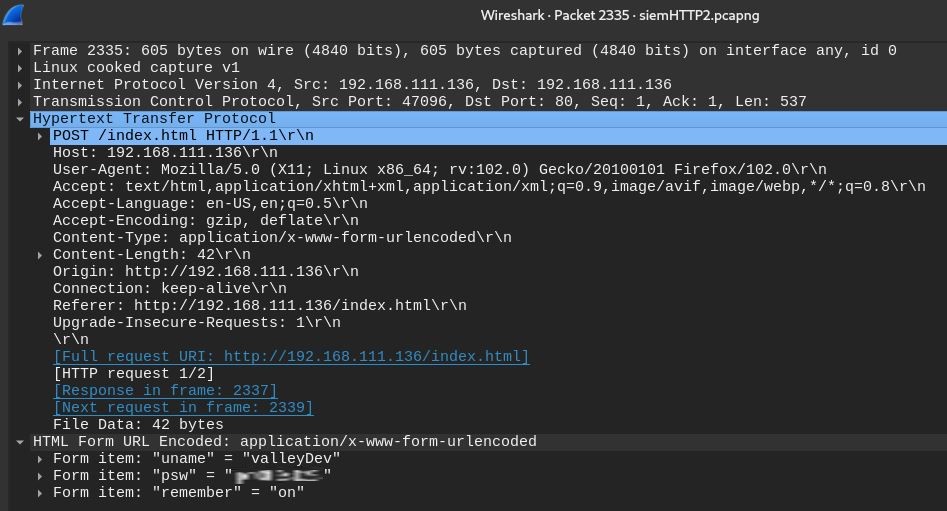 Wireshark · Packet 2335 · siemHTTP2.pcapng
Frame 2335: 605 bytes on wire (4840 bits), 605 bytes captured (4840 bits) on interface any, id 0
Linux cooked capture v1
Internet Protocol Version 4, Src: 192.168.111.136, Dst: 192.168.111.136
Transmission Control Protocol, Src Port: 47096, Dst Port: 80, Seq: 1, Ack: 1, Len: 537
Hypertext Transfer Protocol
POST /index.html HTTP/1.1\r\n
Host: 192.168.111.136\r\n
User-Agent: Mozilla/5.0 (X11; Linux x86_64; rv:102.0) Gecko/20100101 Firefox/102.0\r\n
Accept: text/html,application/xhtml+xml,application/xml;q=0.9,image/avif,image/webp,*/*;q=0.8\r\n
Accept-Language: en-US,en;q=0.5\r\n
Accept-Encoding: gzip, deflate\r\n
Content-Type: application/x-www-form-urlencoded\r\n
Content-Length: 42\r\n
Origin: http://192.168.111.136\r\n
Connection: keep-alive\r\n
Referer: http://192.168.111.136/index.html\r\n
Upgrade-Insecure-Requests: 1\r\n
\r\n
[Full request URI: http://192.168.111.136/index.html]
[HTTP request 1/2]
[Response in frame: 2337]
[Next request in frame: 2339]
File Data: 42 bytes
HTML Form URL Encoded: application/x-www-form-urlencoded
Form item: "uname" = "valleyDev"
Form item: "psw" = " "
Form item: "remember" = "on"